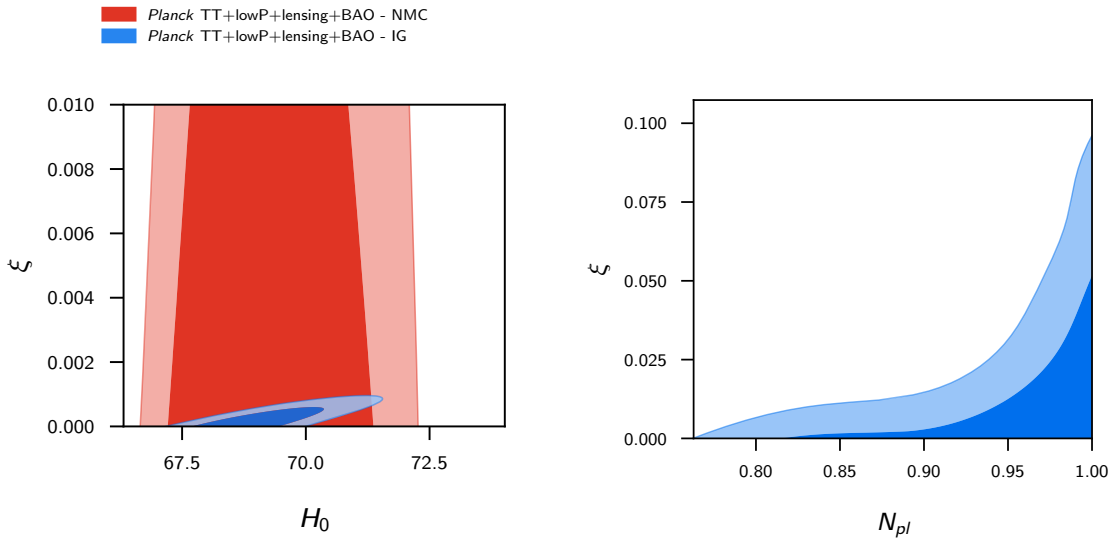 Planck TT+lowP+lensing+BAO - NMC
Planck TT+lowP+lensing+BAO - IG
0.010
0.008
0.006
0.004
0.002
0.000
ξ
67.5 70.0 72.5
H₀
0.100
0.075
0.050
0.025
0.000
ξ
0.80 0.85 0.90 0.95 1.00
N_pl